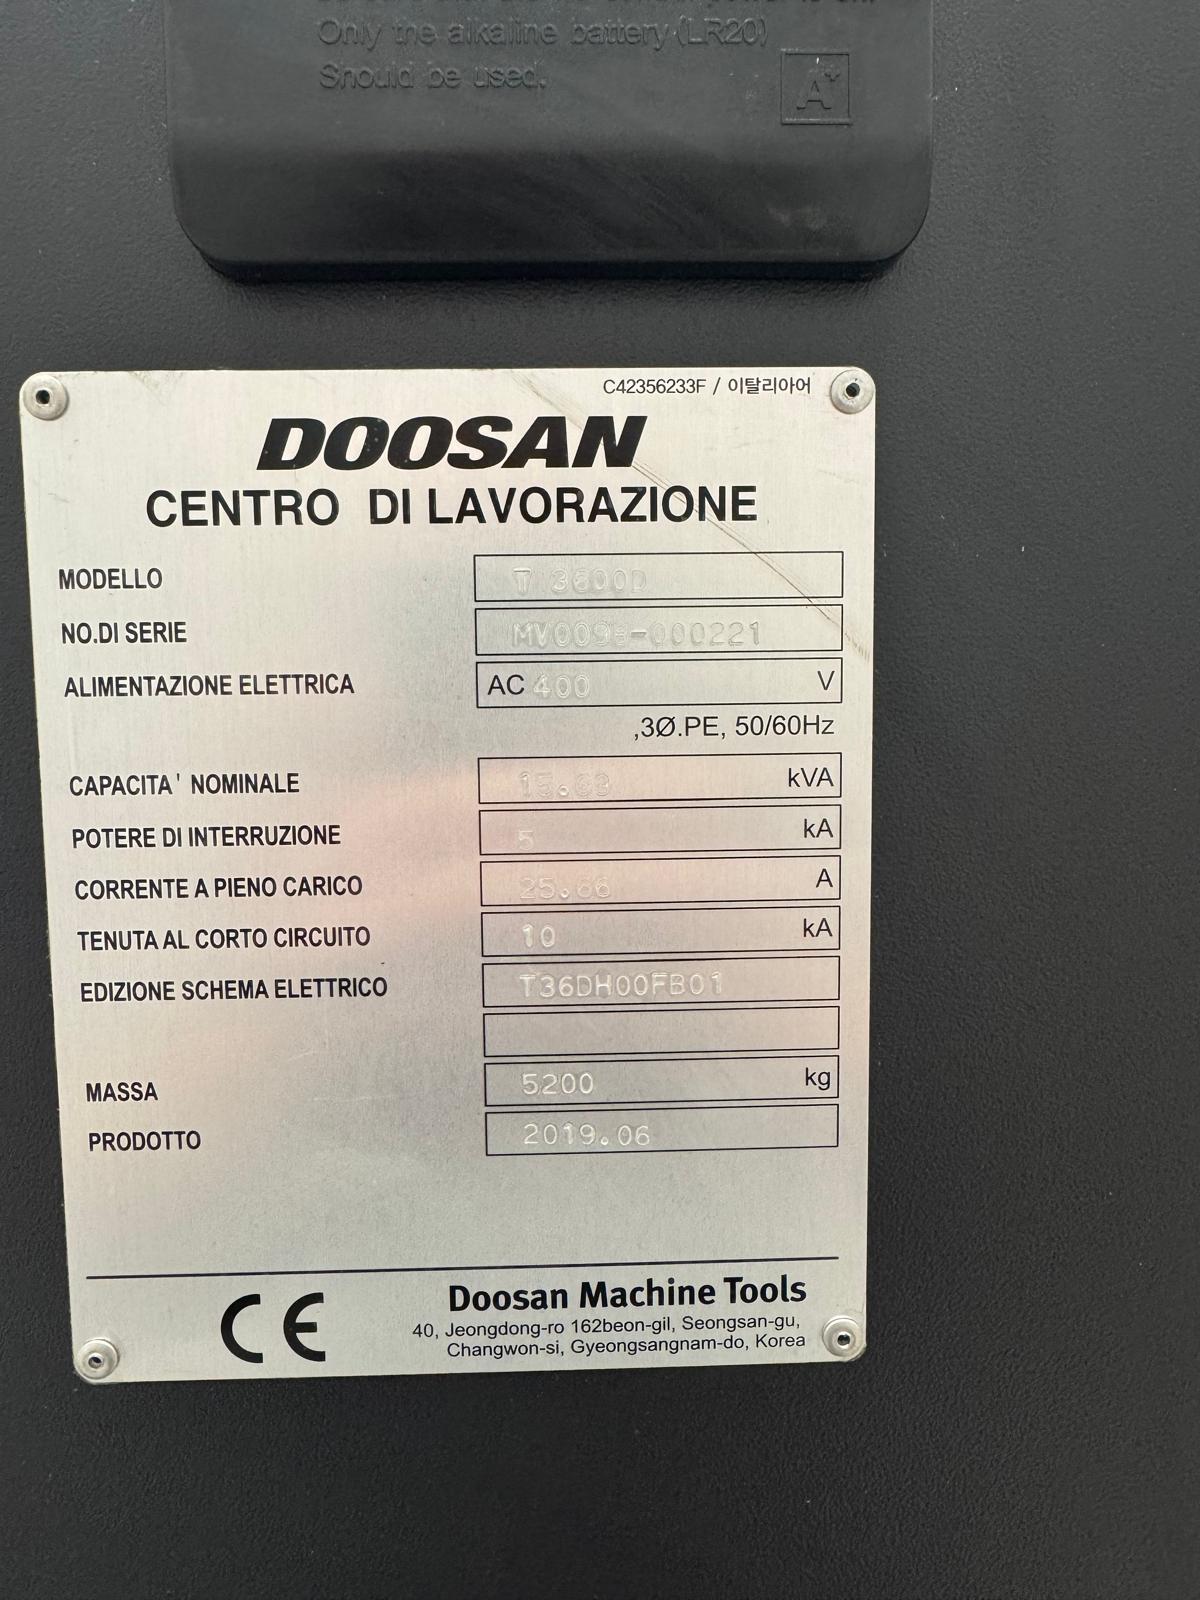 Only the alkaline battery (LR20)
Should be used.
A+
C42356233F / 이탈리아어
DOOSAN
CENTRO DI LAVORAZIONE
MODELLO T 3600D
NO.DI SERIE
ALIMENTAZIONE ELETTRICA AC 400 V
,3Ø.PE, 50/60Hz
CAPACITA' NOMINALE 15.63 kVA
POTERE DI INTERRUZIONE 5 kA
CORRENTE A PIENO CARICO A
TENUTA AL CORTO CIRCUITO 10 kA
EDIZIONE SCHEMA ELETTRICO T36DH00FB01
MASSA 5200 kg
PRODOTTO 2019.06
CE
Doosan Machine Tools
40, Jeongdong-ro 162beon-gil, Seongsan-gu,
Changwon-si, Gyeongsangnam-do, Korea